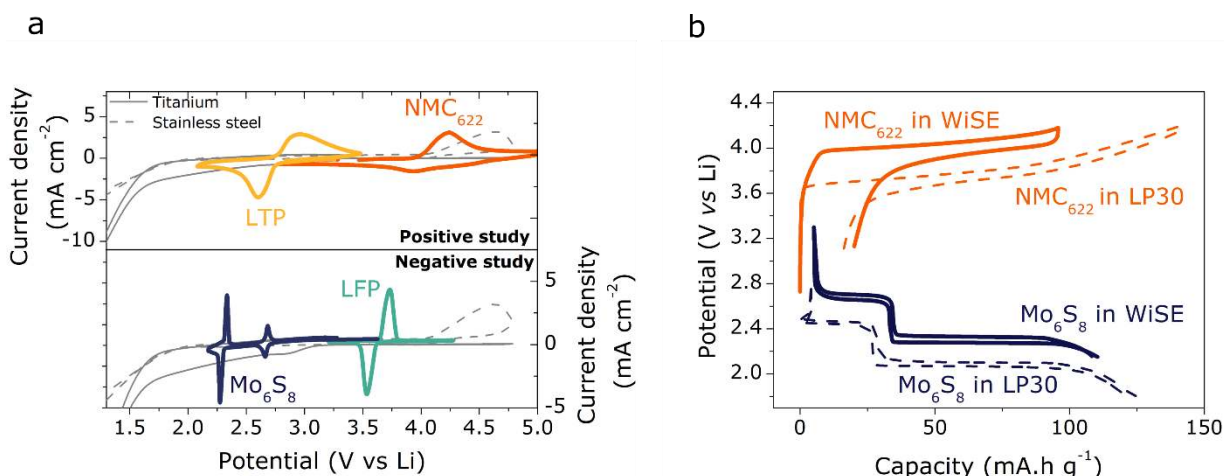 a
Current density
(mA cm⁻²)
5
0
-5
-10
Titanium
Stainless steel
NMC₆₂₂
LTP
Positive study
Negative study
LFP
Mo₆S₈
5
0
-5
Current density
(mA cm⁻²)
1.5 2.0 2.5 3.0 3.5 4.0 4.5 5.0
Potential (V vs Li)
b
Potential (V vs Li)
4.4
4.0
3.6
3.2
2.8
2.4
2.0
NMC₆₂₂ in WiSE
NMC₆₂₂ in LP30
Mo₆S₈ in WiSE
Mo₆S₈ in LP30
0 50 100 150
Capacity (mA.h g⁻¹)